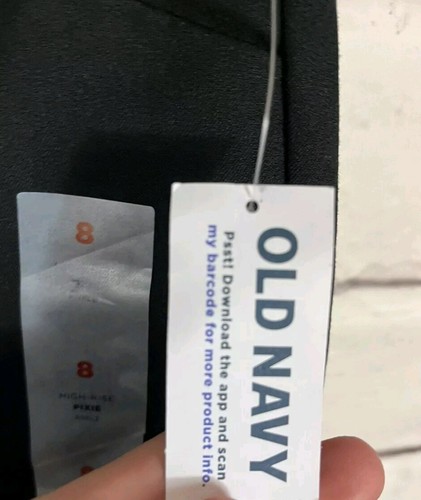 8
8
HIGH-RISE
PIXIE
ANKLE
OLD NAVY
Psst! Download the app and scan
my barcode for more product info.